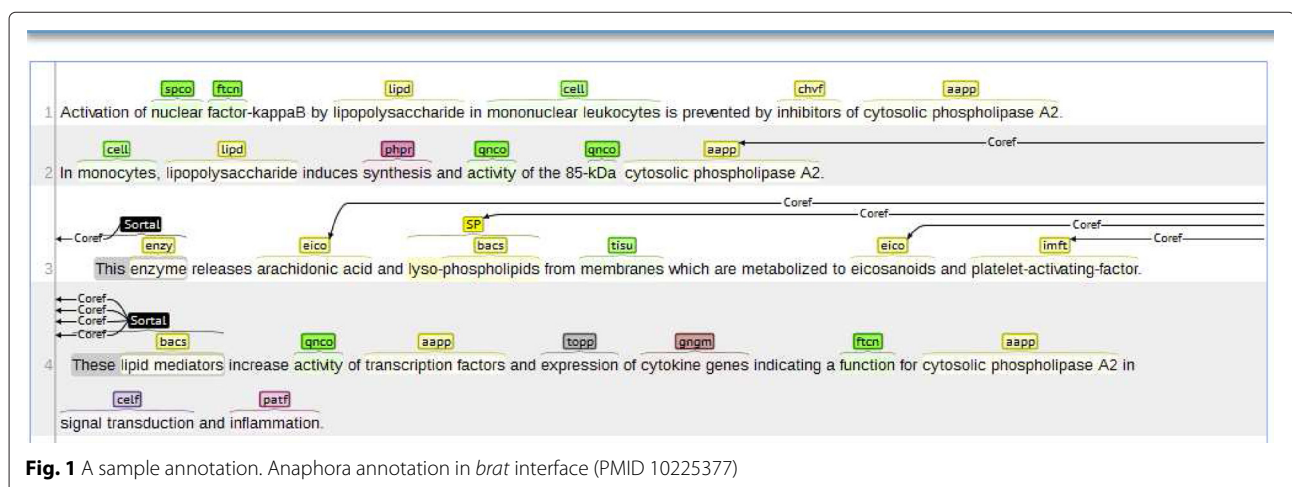 spco ftcn lipd cell chvf aapp
1 Activation of nuclear factor-kappaB by lipopolysaccharide in mononuclear leukocytes is prevented by inhibitors of cytosolic phospholipase A2.
cell lipd phpr qnco qnco aapp Coref
2 In monocytes, lipopolysaccharide induces synthesis and activity of the 85-kDa cytosolic phospholipase A2.
Coref
Sortal SP Coref
Coref
Coref enzy eico bacs tisu eico imft Coref
3 This enzyme releases arachidonic acid and lyso-phospholipids from membranes which are metabolized to eicosanoids and platelet-activating-factor.
Coref
Coref
Coref Sortal
Coref
bacs qnco aapp topp gngm ftcn aapp
4 These lipid mediators increase activity of transcription factors and expression of cytokine genes indicating a function for cytosolic phospholipase A2 in
celf patf
signal transduction and inflammation.
Fig. 1 A sample annotation. Anaphora annotation in brat interface (PMID 10225377)